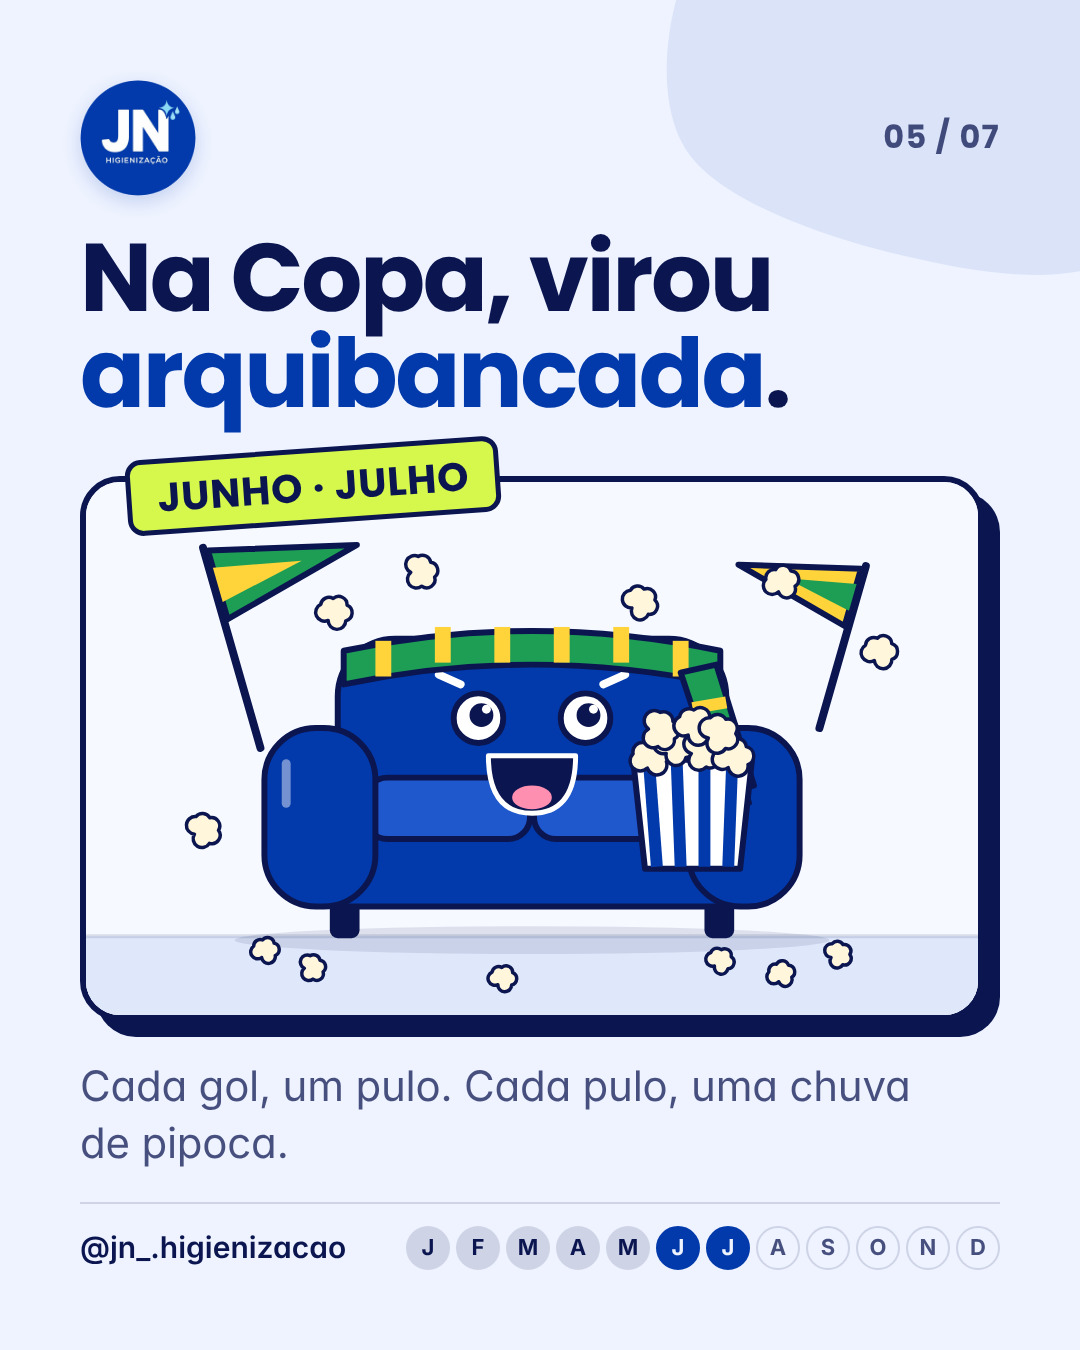 JN
HIGIENIZAÇÃO
05 / 07
Na Copa, virou
arquibancada.
JUNHO · JULHO
Cada gol, um pulo. Cada pulo, uma chuva
de pipoca.
@jn_.higienizacao
J F M A M J J A S O N D